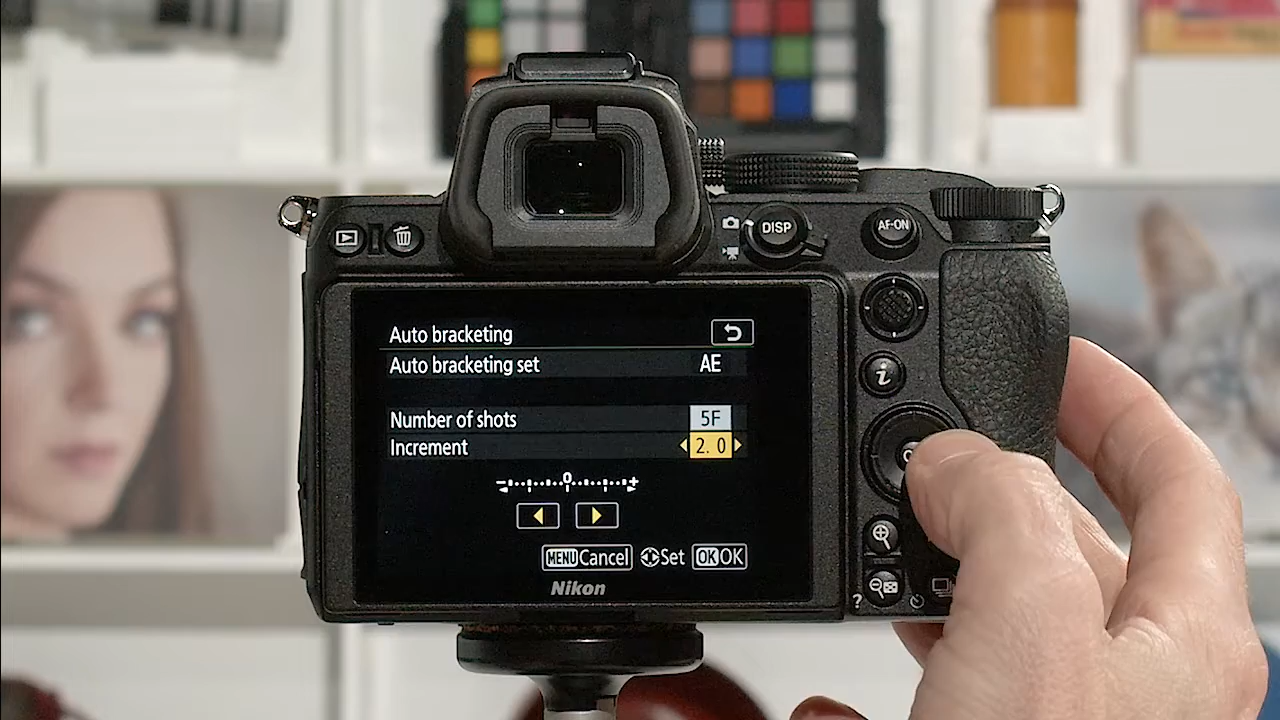 DISP
AF-ON
Auto bracketing
Auto bracketing set AE
Number of shots 5F
Increment 2. 0
− 0 +
MENU Cancel Set OK OK
Nikon
i
?